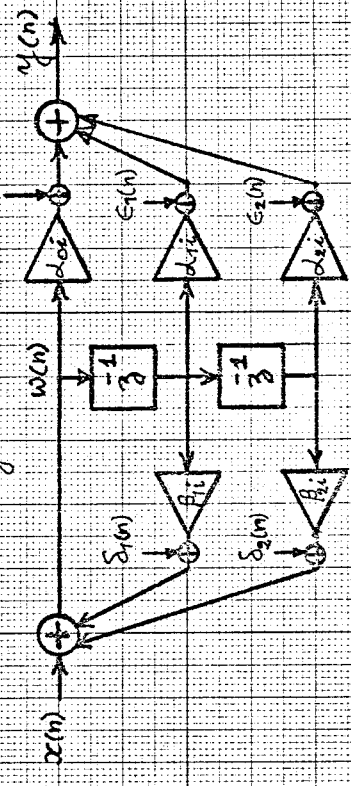 x(n)
w(n)
y(n)
α₀ᵢ
z⁻¹
δ₁(n)
β₁ᵢ
α₁ᵢ
ε₁(n)
z⁻¹
δ₂(n)
β₂ᵢ
α₂ᵢ
ε₂(n)